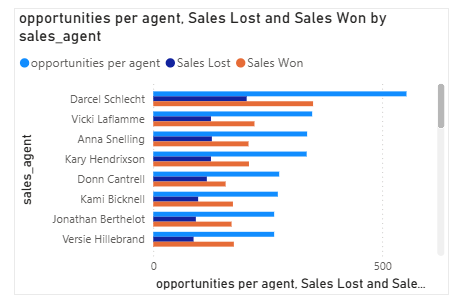 opportunities per agent, Sales Lost and Sales Won by
sales_agent
opportunities per agent Sales Lost Sales Won
sales_agent
Darcel Schlecht
Vicki Laflamme
Anna Snelling
Kary Hendrixson
Donn Cantrell
Kami Bicknell
Jonathan Berthelot
Versie Hillebrand
0 500
opportunities per agent, Sales Lost and Sale...